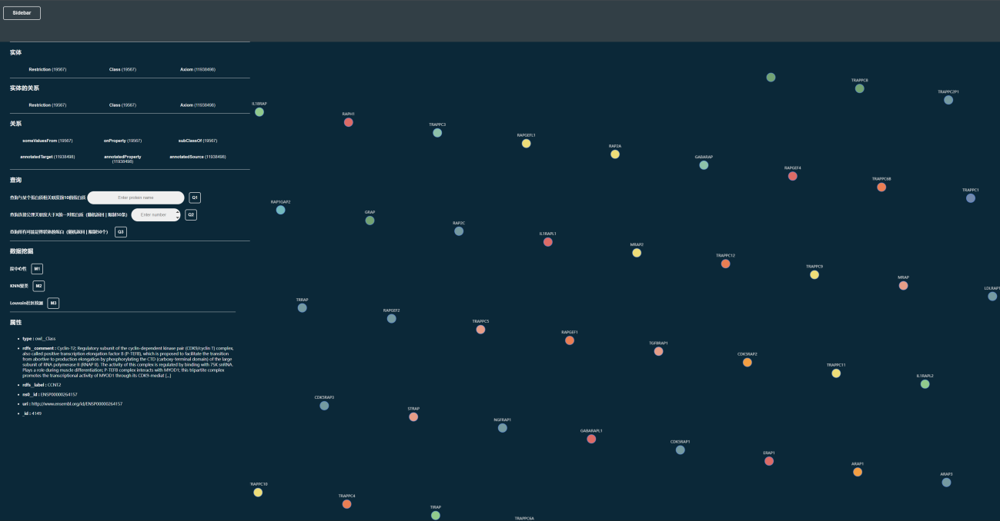 Sidebar
实体
Restriction (19567) Class (19567) Axiom (11938498)
实体的关系
Restriction (19567) Class (19567) Axiom (11938498)
关系
someValuesFrom (19567) onProperty (19567) subClassOf (19567)
annotatedTarget (11938498) annotatedProperty (11938498) annotatedSource (11938498)
查询
查询与某个蛋白质相关联度前10的蛋白质 Enter protein name Q1
查询连接公理关联度大于X的一对蛋白质 (随机返回 | 限制50条) Enter number Q2
查询所有可能是棒状体的蛋白 (随机返回 | 限制50个) Q3
数据挖掘
度中心性 M1
KNN聚类 M2
Louvain社区检测 M3
属性
type : owl__Class
rdfs__comment : Cyclin-T2; Regulatory subunit of the cyclin-dependent kinase pair (CDK9/cyclin T) complex,
also called positive transcription elongation factor B (P-TEFB), which is proposed to facilitate the transition
from abortive to production elongation by phosphorylating the CTD (carboxy-terminal domain) of the large
subunit of RNA polymerase II (RNAP II). The activity of this complex is regulated by binding with 7SK snRNA.
Plays a role during muscle differentiation; P-TEFB complex interacts with MYOD1; this tripartite complex
promotes the transcriptional activity of MYOD1 through its CDK9-mediat [...]
rdfs__label : CCNT2
ns0__id : ENSP00000264157
uri : http://www.ensembl.org/id/ENSP00000264157
_id : 4149
TRAPPC8
TRAPPC2P1
IL18RAP
RAPH1
TRAPPC3
RAPGEFL1
RAP2A
GABARAP
RAPGEF4
TRAPPC6B
TRAPPC1
RAP1GAP2
GRAP
RAP2C
IL1RAPL1
MRAP2
TRAPPC12
TRAPPC9
MRAP
LDLRAP1
TRRAP
RAPGEF2
TRAPPC5
RAPGEF1
TGFBRAP1
CDK5RAP2
TRAPPC11
IL1RAPL2
CDK5RAP3
STRAP
NGFRAP1
GABARAPL1
CDK5RAP1
ERAP1
ARAP1
ARAP3
TRAPPC10
TRAPPC4
TIRAP
TRAPPC6A